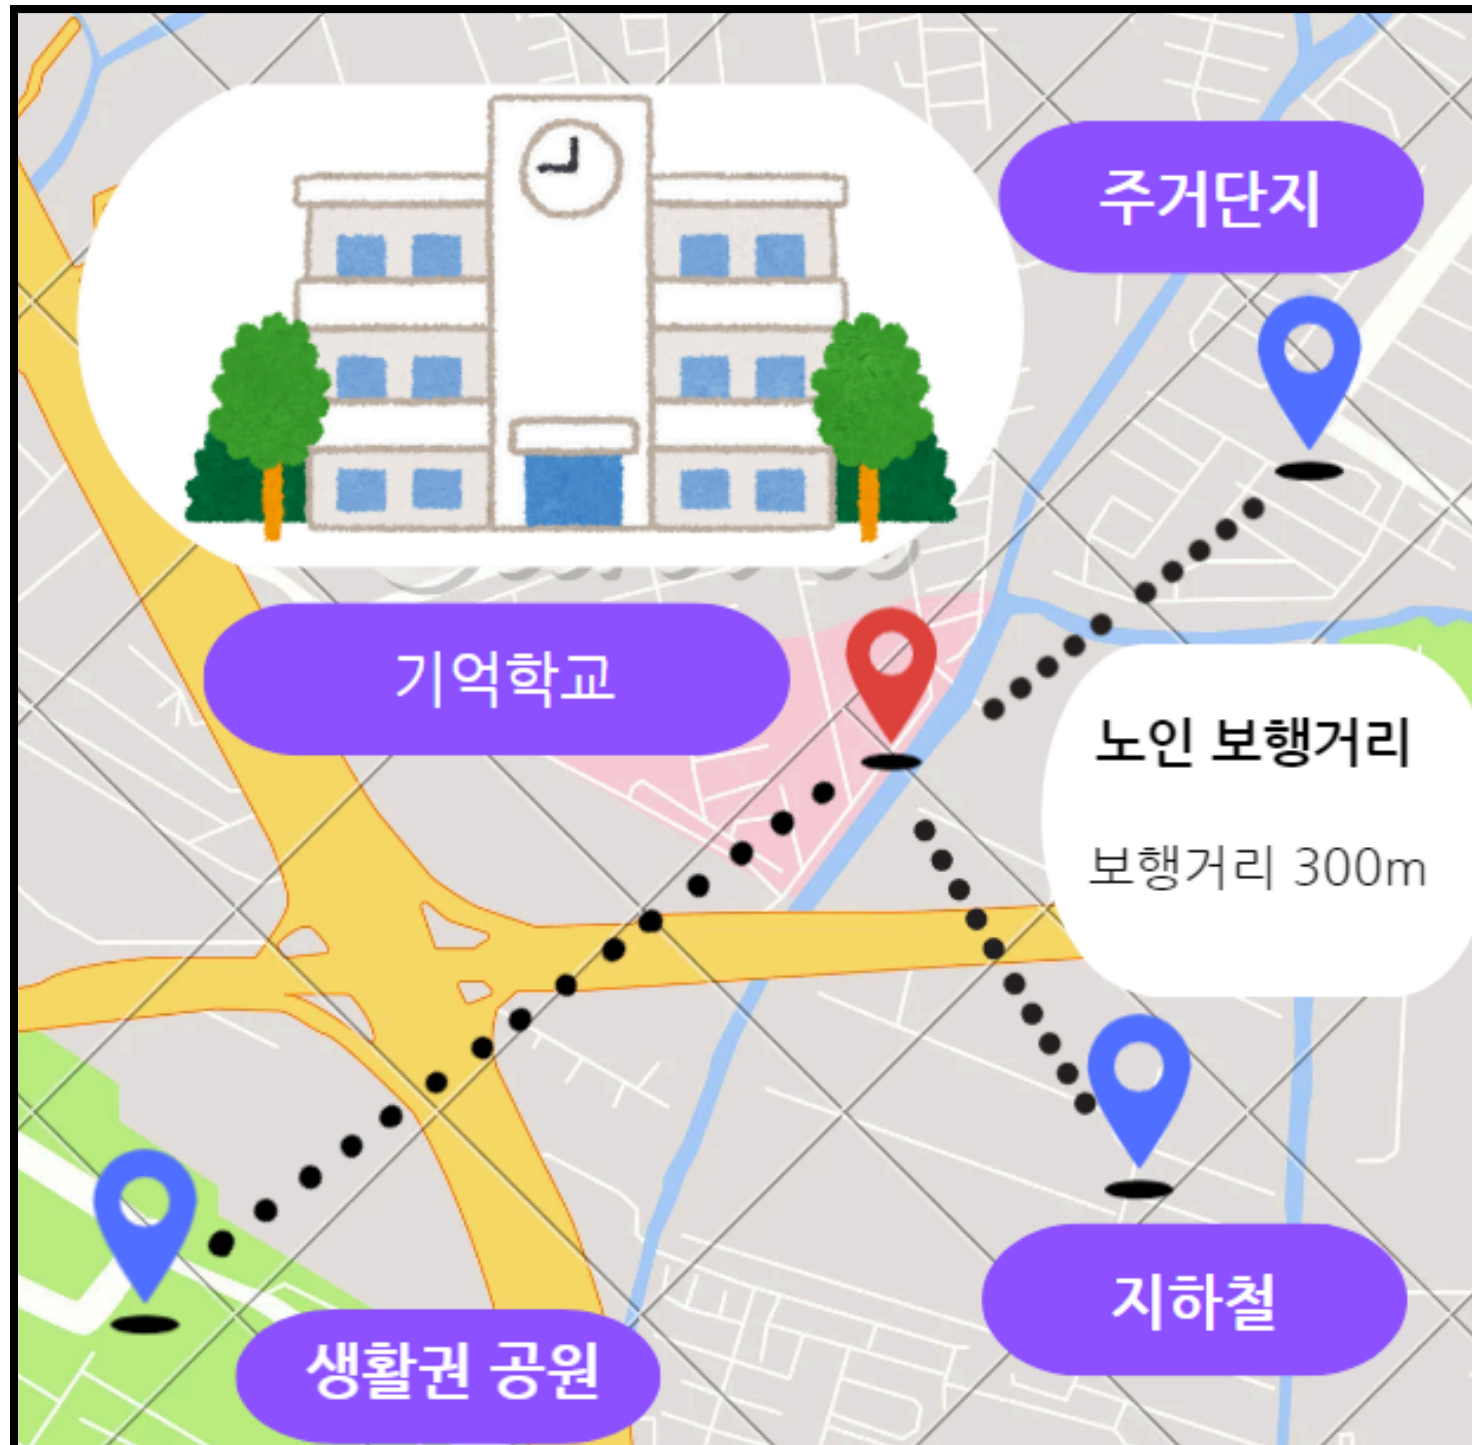 주거단지
기억학교
노인 보행거리
보행거리 300m
지하철
생활권 공원